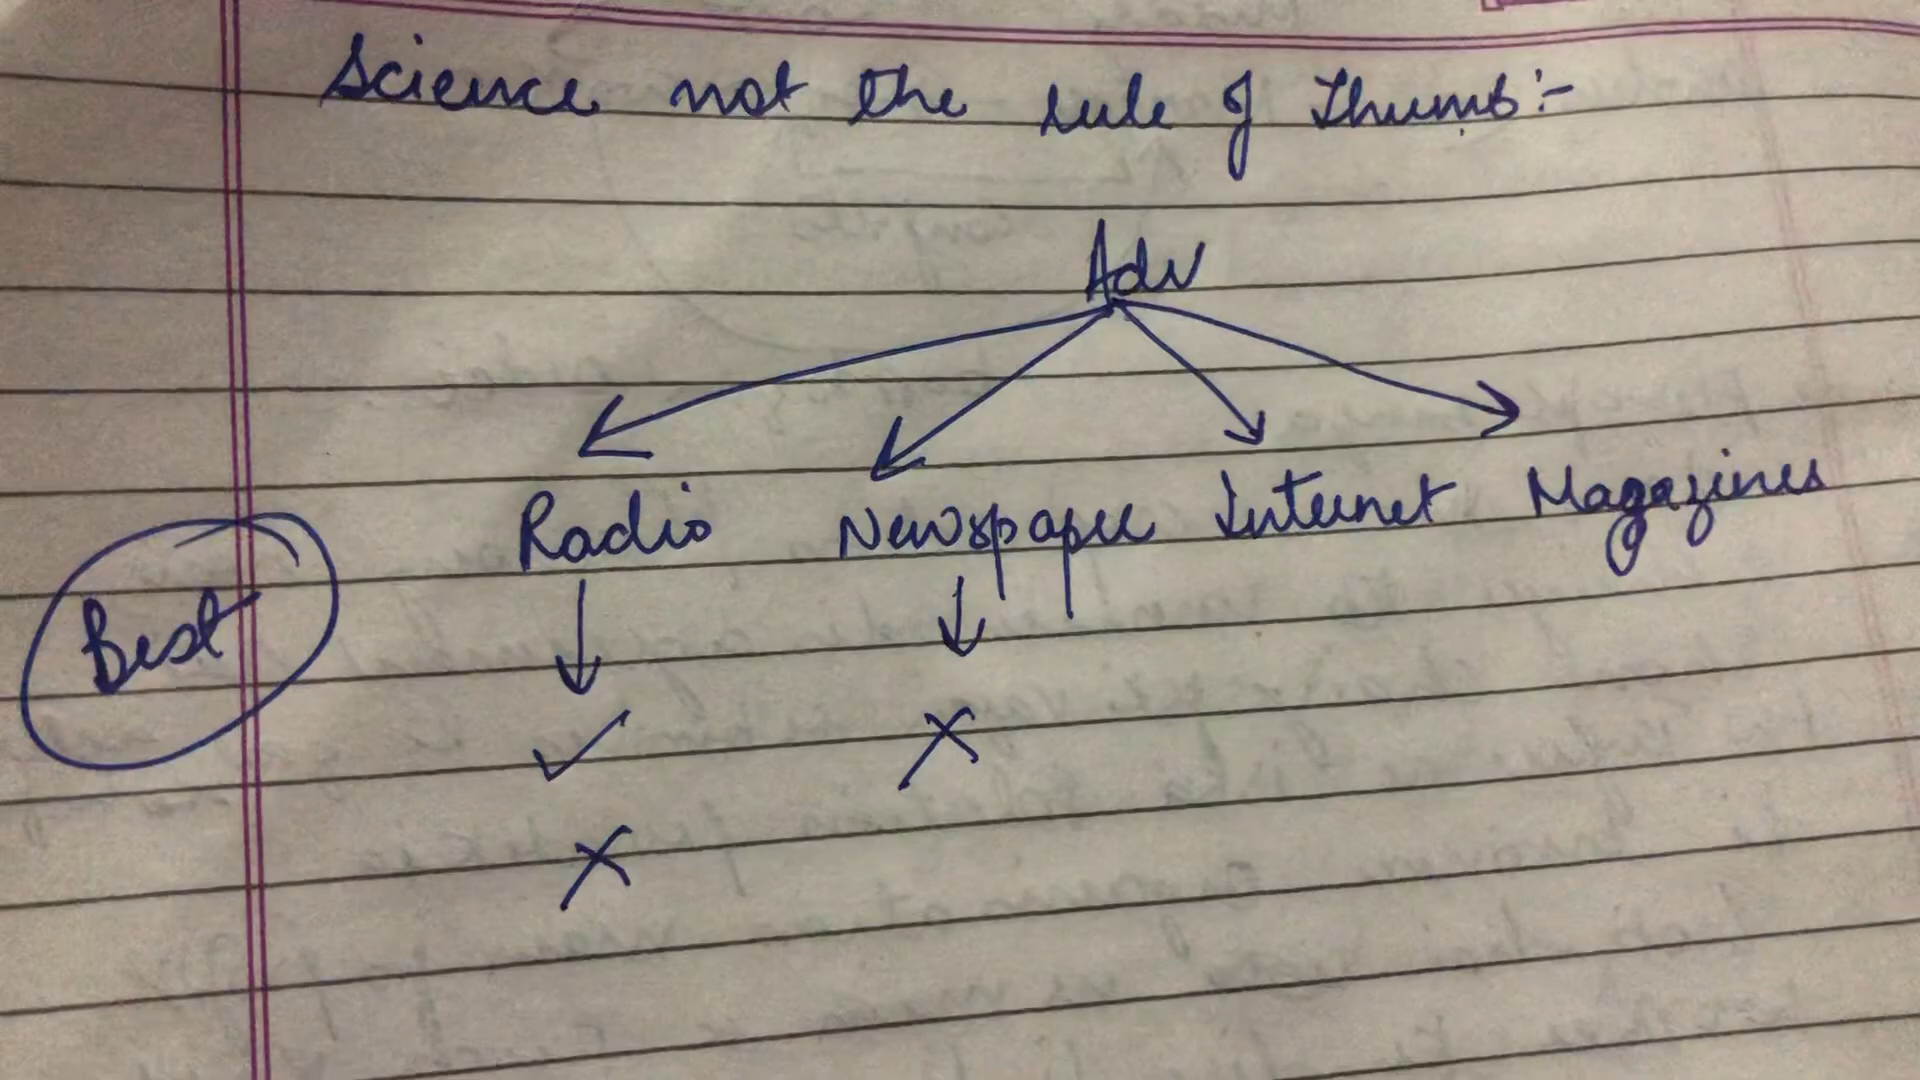 Science not the rule of Thumb:-
Adv
Radio Newspaper Internet Magazines
Best